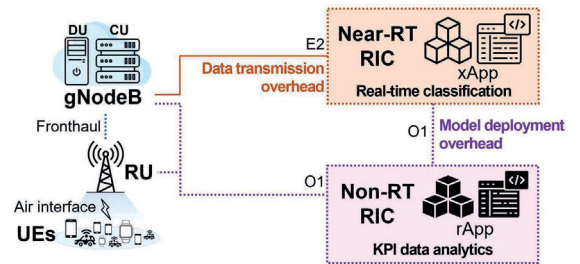 DU CU
gNodeB
Fronthaul
RU
Air interface
UEs
E2
Data transmission
overhead
Near-RT
RIC
</>
xApp
Real-time classification
O1
Model deployment
overhead
O1
Non-RT
RIC
</>
rApp
KPI data analytics